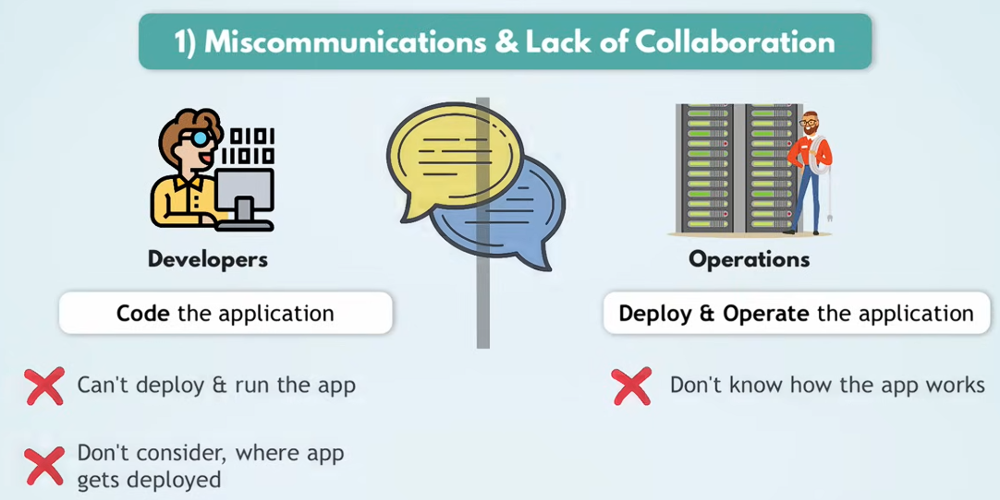 1) Miscommunications & Lack of Collaboration
0101
11010
Developers
Operations
Code the application
Deploy & Operate the application
Can't deploy & run the app
Don't know how the app works
Don't consider, where app
gets deployed